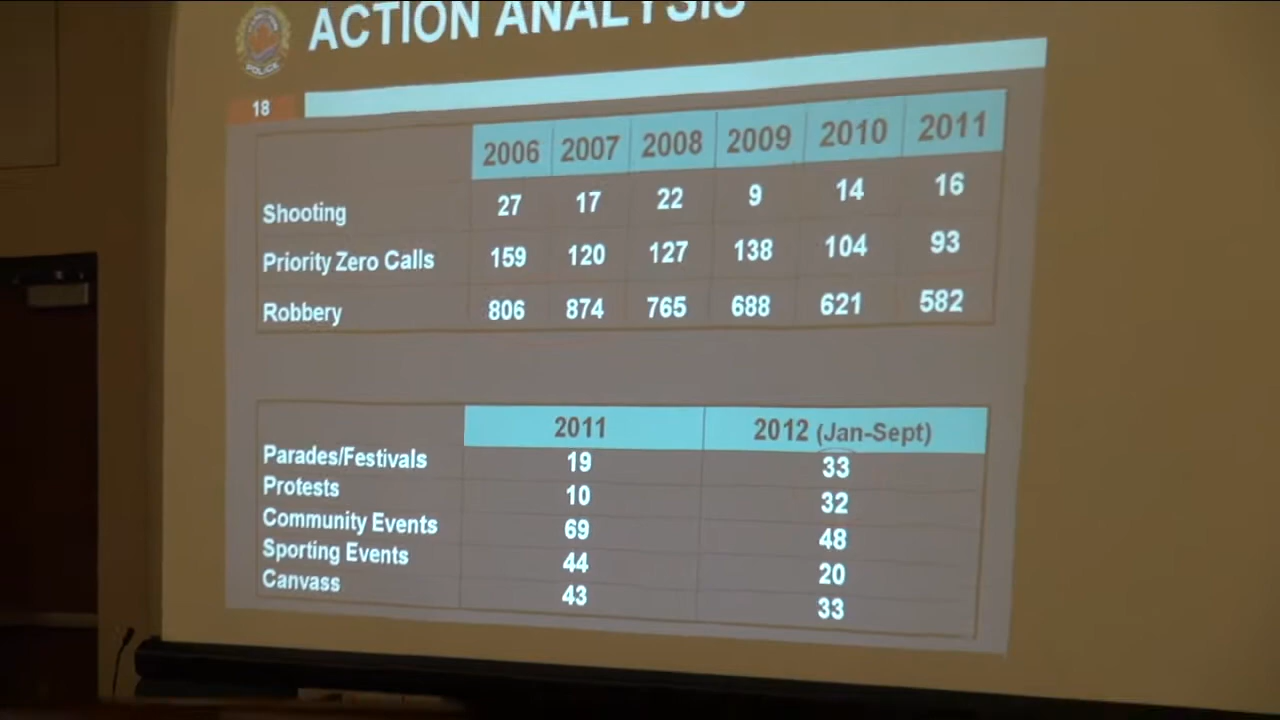 ACTION ANALYSIS
POLICE
18
2006 2007 2008 2009 2010 2011
Shooting 27 17 22 9 14 16
Priority Zero Calls 159 120 127 138 104 93
Robbery 806 874 765 688 621 582
2011 2012 (Jan-Sept)
Parades/Festivals 19 33
Protests 10 32
Community Events 69 48
Sporting Events 44 20
Canvass 43 33